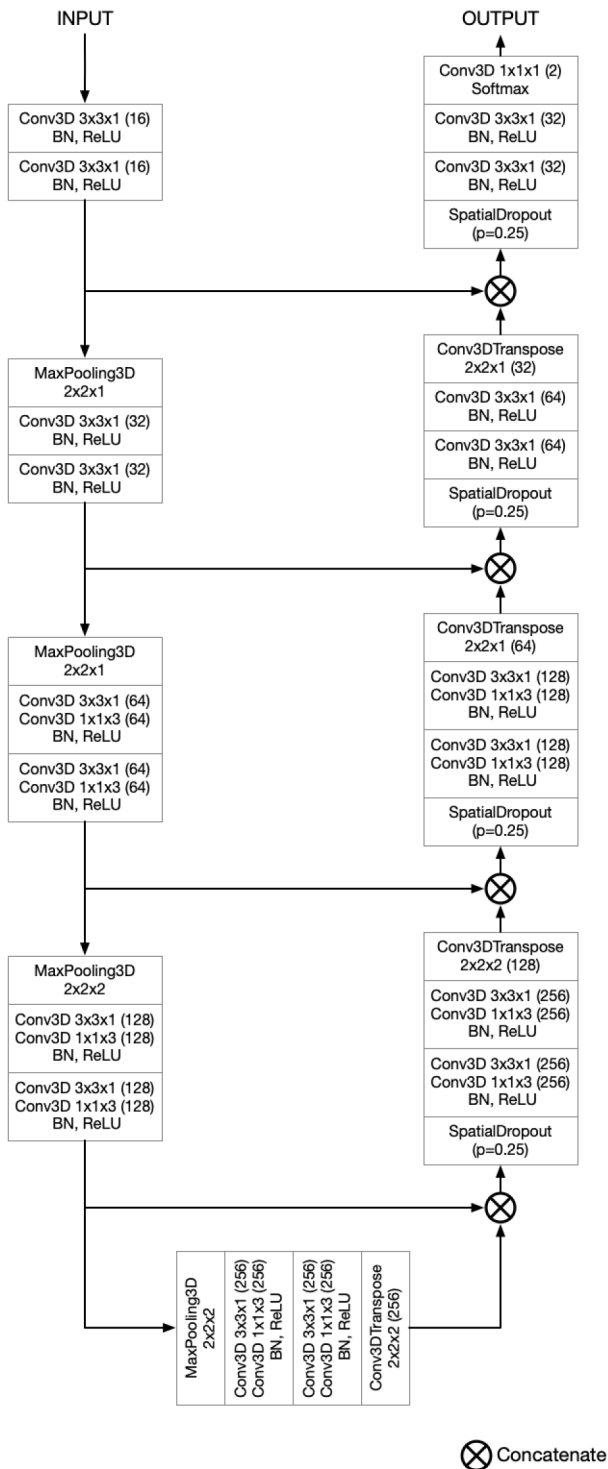 INPUT
Conv3D 3x3x1 (16)
BN, ReLU
Conv3D 3x3x1 (16)
BN, ReLU
MaxPooling3D
2x2x1
Conv3D 3x3x1 (32)
BN, ReLU
Conv3D 3x3x1 (32)
BN, ReLU
MaxPooling3D
2x2x1
Conv3D 3x3x1 (64)
Conv3D 1x1x3 (64)
BN, ReLU
Conv3D 3x3x1 (64)
Conv3D 1x1x3 (64)
BN, ReLU
MaxPooling3D
2x2x2
Conv3D 3x3x1 (128)
Conv3D 1x1x3 (128)
BN, ReLU
Conv3D 3x3x1 (128)
Conv3D 1x1x3 (128)
BN, ReLU
MaxPooling3D
2x2x2
Conv3D 3x3x1 (256)
Conv3D 1x1x3 (256)
BN, ReLU
Conv3D 3x3x1 (256)
Conv3D 1x1x3 (256)
BN, ReLU
Conv3DTranspose
2x2x2 (256)
OUTPUT
Conv3D 1x1x1 (2)
Softmax
Conv3D 3x3x1 (32)
BN, ReLU
Conv3D 3x3x1 (32)
BN, ReLU
SpatialDropout
(p=0.25)
Conv3DTranspose
2x2x1 (32)
Conv3D 3x3x1 (64)
BN, ReLU
Conv3D 3x3x1 (64)
BN, ReLU
SpatialDropout
(p=0.25)
Conv3DTranspose
2x2x1 (64)
Conv3D 3x3x1 (128)
Conv3D 1x1x3 (128)
BN, ReLU
Conv3D 3x3x1 (128)
Conv3D 1x1x3 (128)
BN, ReLU
SpatialDropout
(p=0.25)
Conv3DTranspose
2x2x2 (128)
Conv3D 3x3x1 (256)
Conv3D 1x1x3 (256)
BN, ReLU
Conv3D 3x3x1 (256)
Conv3D 1x1x3 (256)
BN, ReLU
SpatialDropout
(p=0.25)
Concatenate